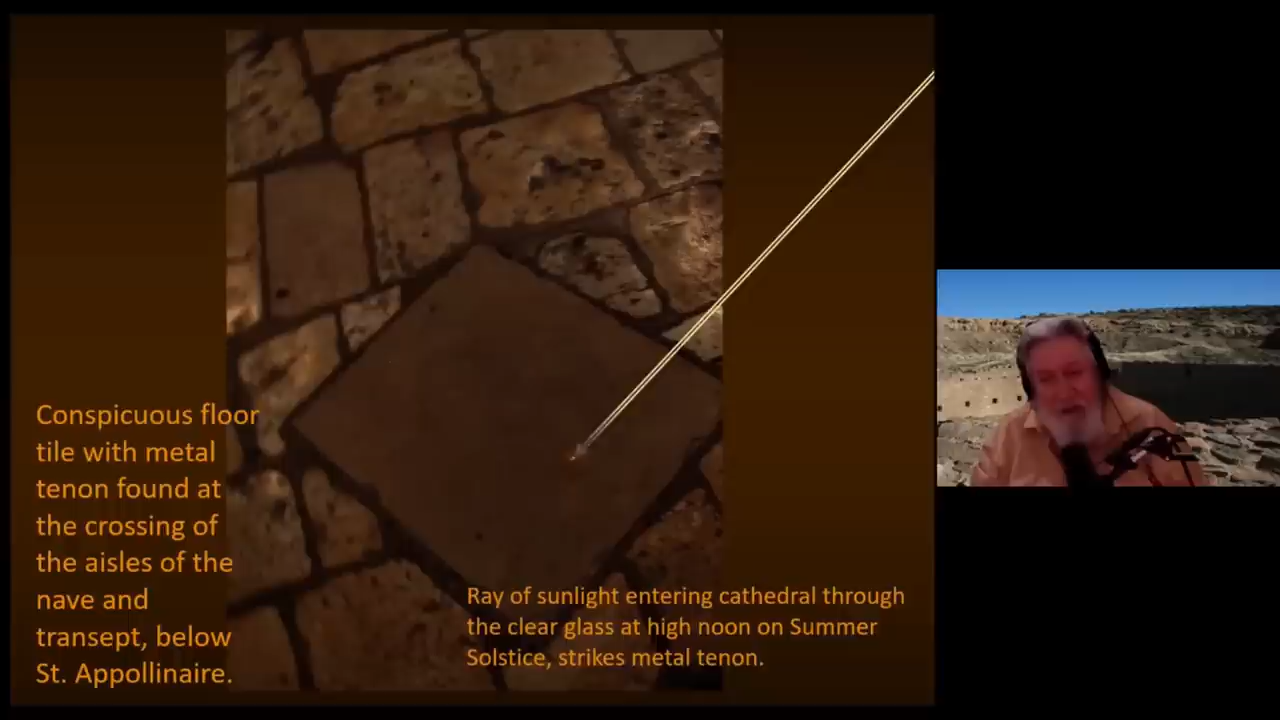 Conspicuous floor
tile with metal
tenon found at
the crossing of
the aisles of the
nave and
transept, below
St. Appollinaire.
Ray of sunlight entering cathedral through
the clear glass at high noon on Summer
Solstice, strikes metal tenon.